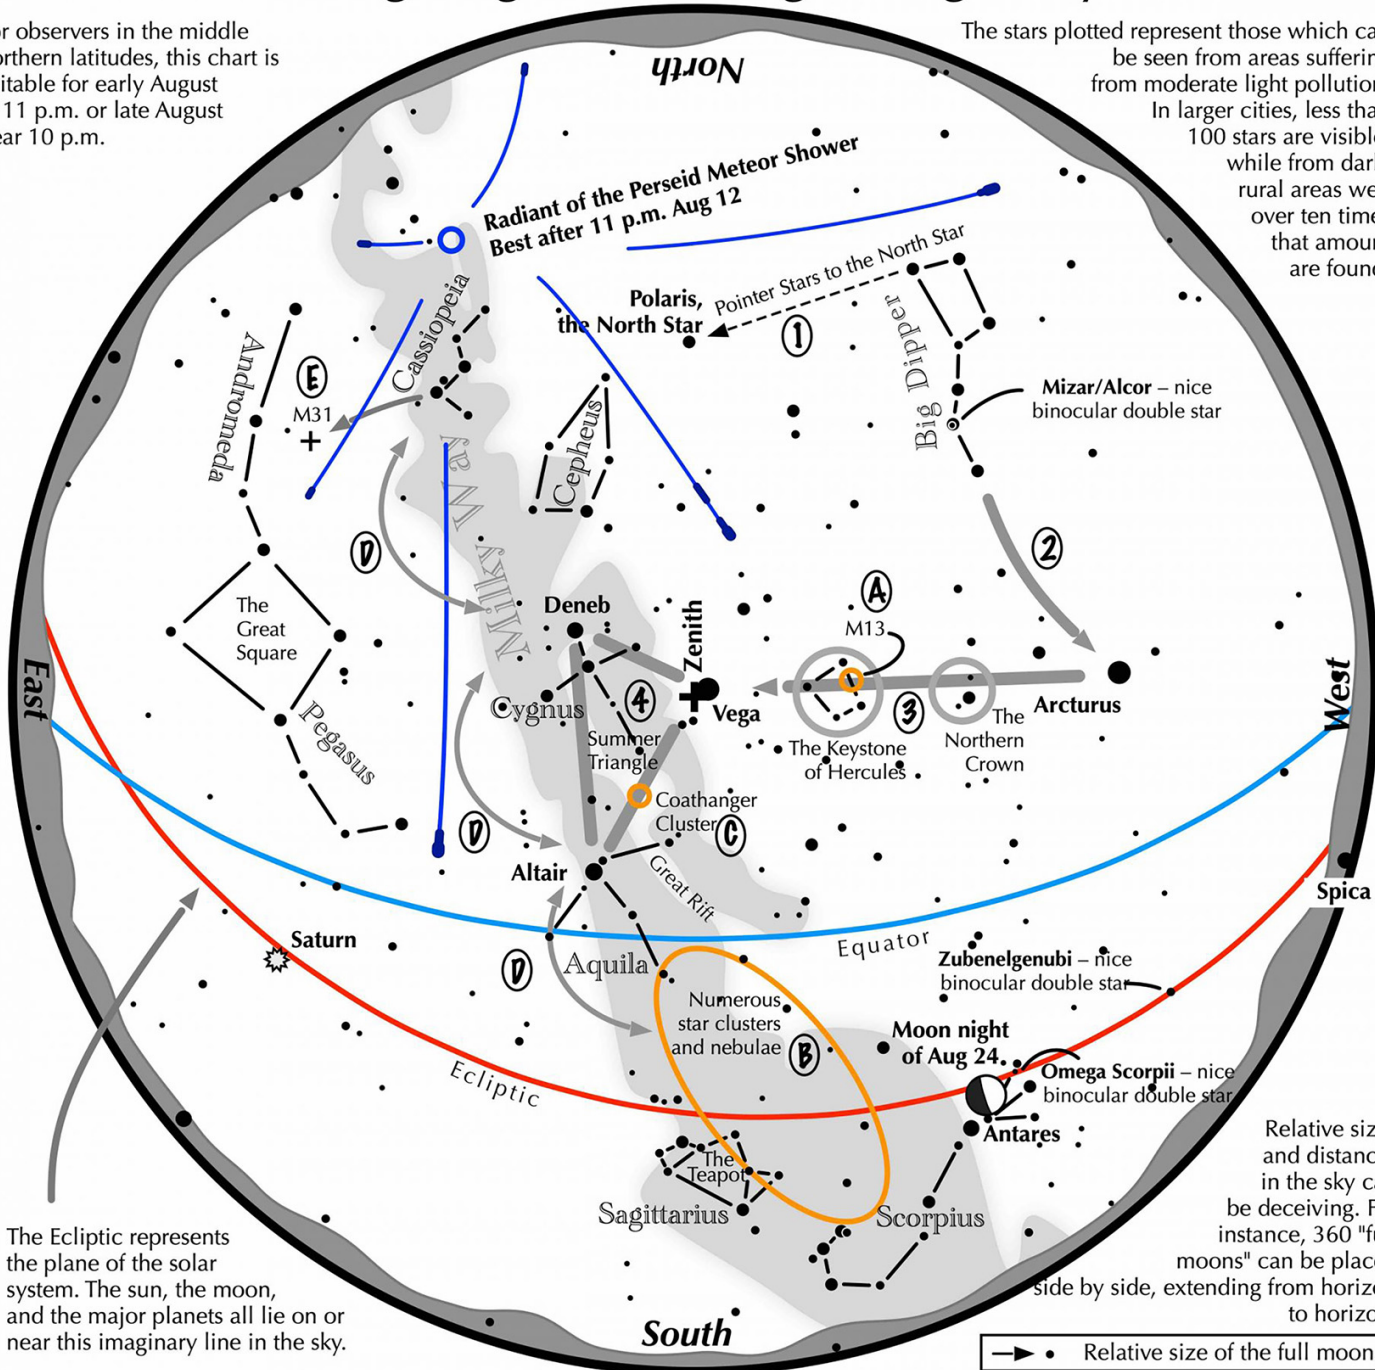 or observers in the middle
orthern latitudes, this chart is
itable for early August
11 p.m. or late August
ear 10 p.m.
The stars plotted represent those which ca
be seen from areas sufferin
from moderate light pollution
In larger cities, less tha
100 stars are visible
while from dark
rural areas we
over ten time
that amoun
are found
North
Radiant of the Perseid Meteor Shower
Best after 11 p.m. Aug 12
Pointer Stars to the North Star
Polaris,
the North Star
1
Cassiopeia
Andromeda
E
M31
Big Dipper
Mizar/Alcor – nice
binocular double star
Cepheus
Milky Way
D
2
A
M13
Deneb
The
Great
Square
Zenith
East
West
Cygnus
4
Vega
3
Arcturus
Pegasus
Summer
Triangle
The Keystone
of Hercules
The
Northern
Crown
Coathanger
Cluster
C
D
Altair
Great Rift
Spica
Saturn
Equator
D
Aquila
Zubenelgenubi – nice
binocular double star
Numerous
star clusters
and nebulae
B
Moon night
of Aug 24
Ecliptic
Omega Scorpii – nice
binocular double star
Antares
The
Teapot
Sagittarius
Scorpius
The Ecliptic represents
the plane of the solar
system. The sun, the moon,
and the major planets all lie on or
near this imaginary line in the sky.
Relative siz
and distanc
in the sky ca
be deceiving. F
instance, 360 "fu
moons" can be place
side by side, extending from horizo
to horizo
South
Relative size of the full moon